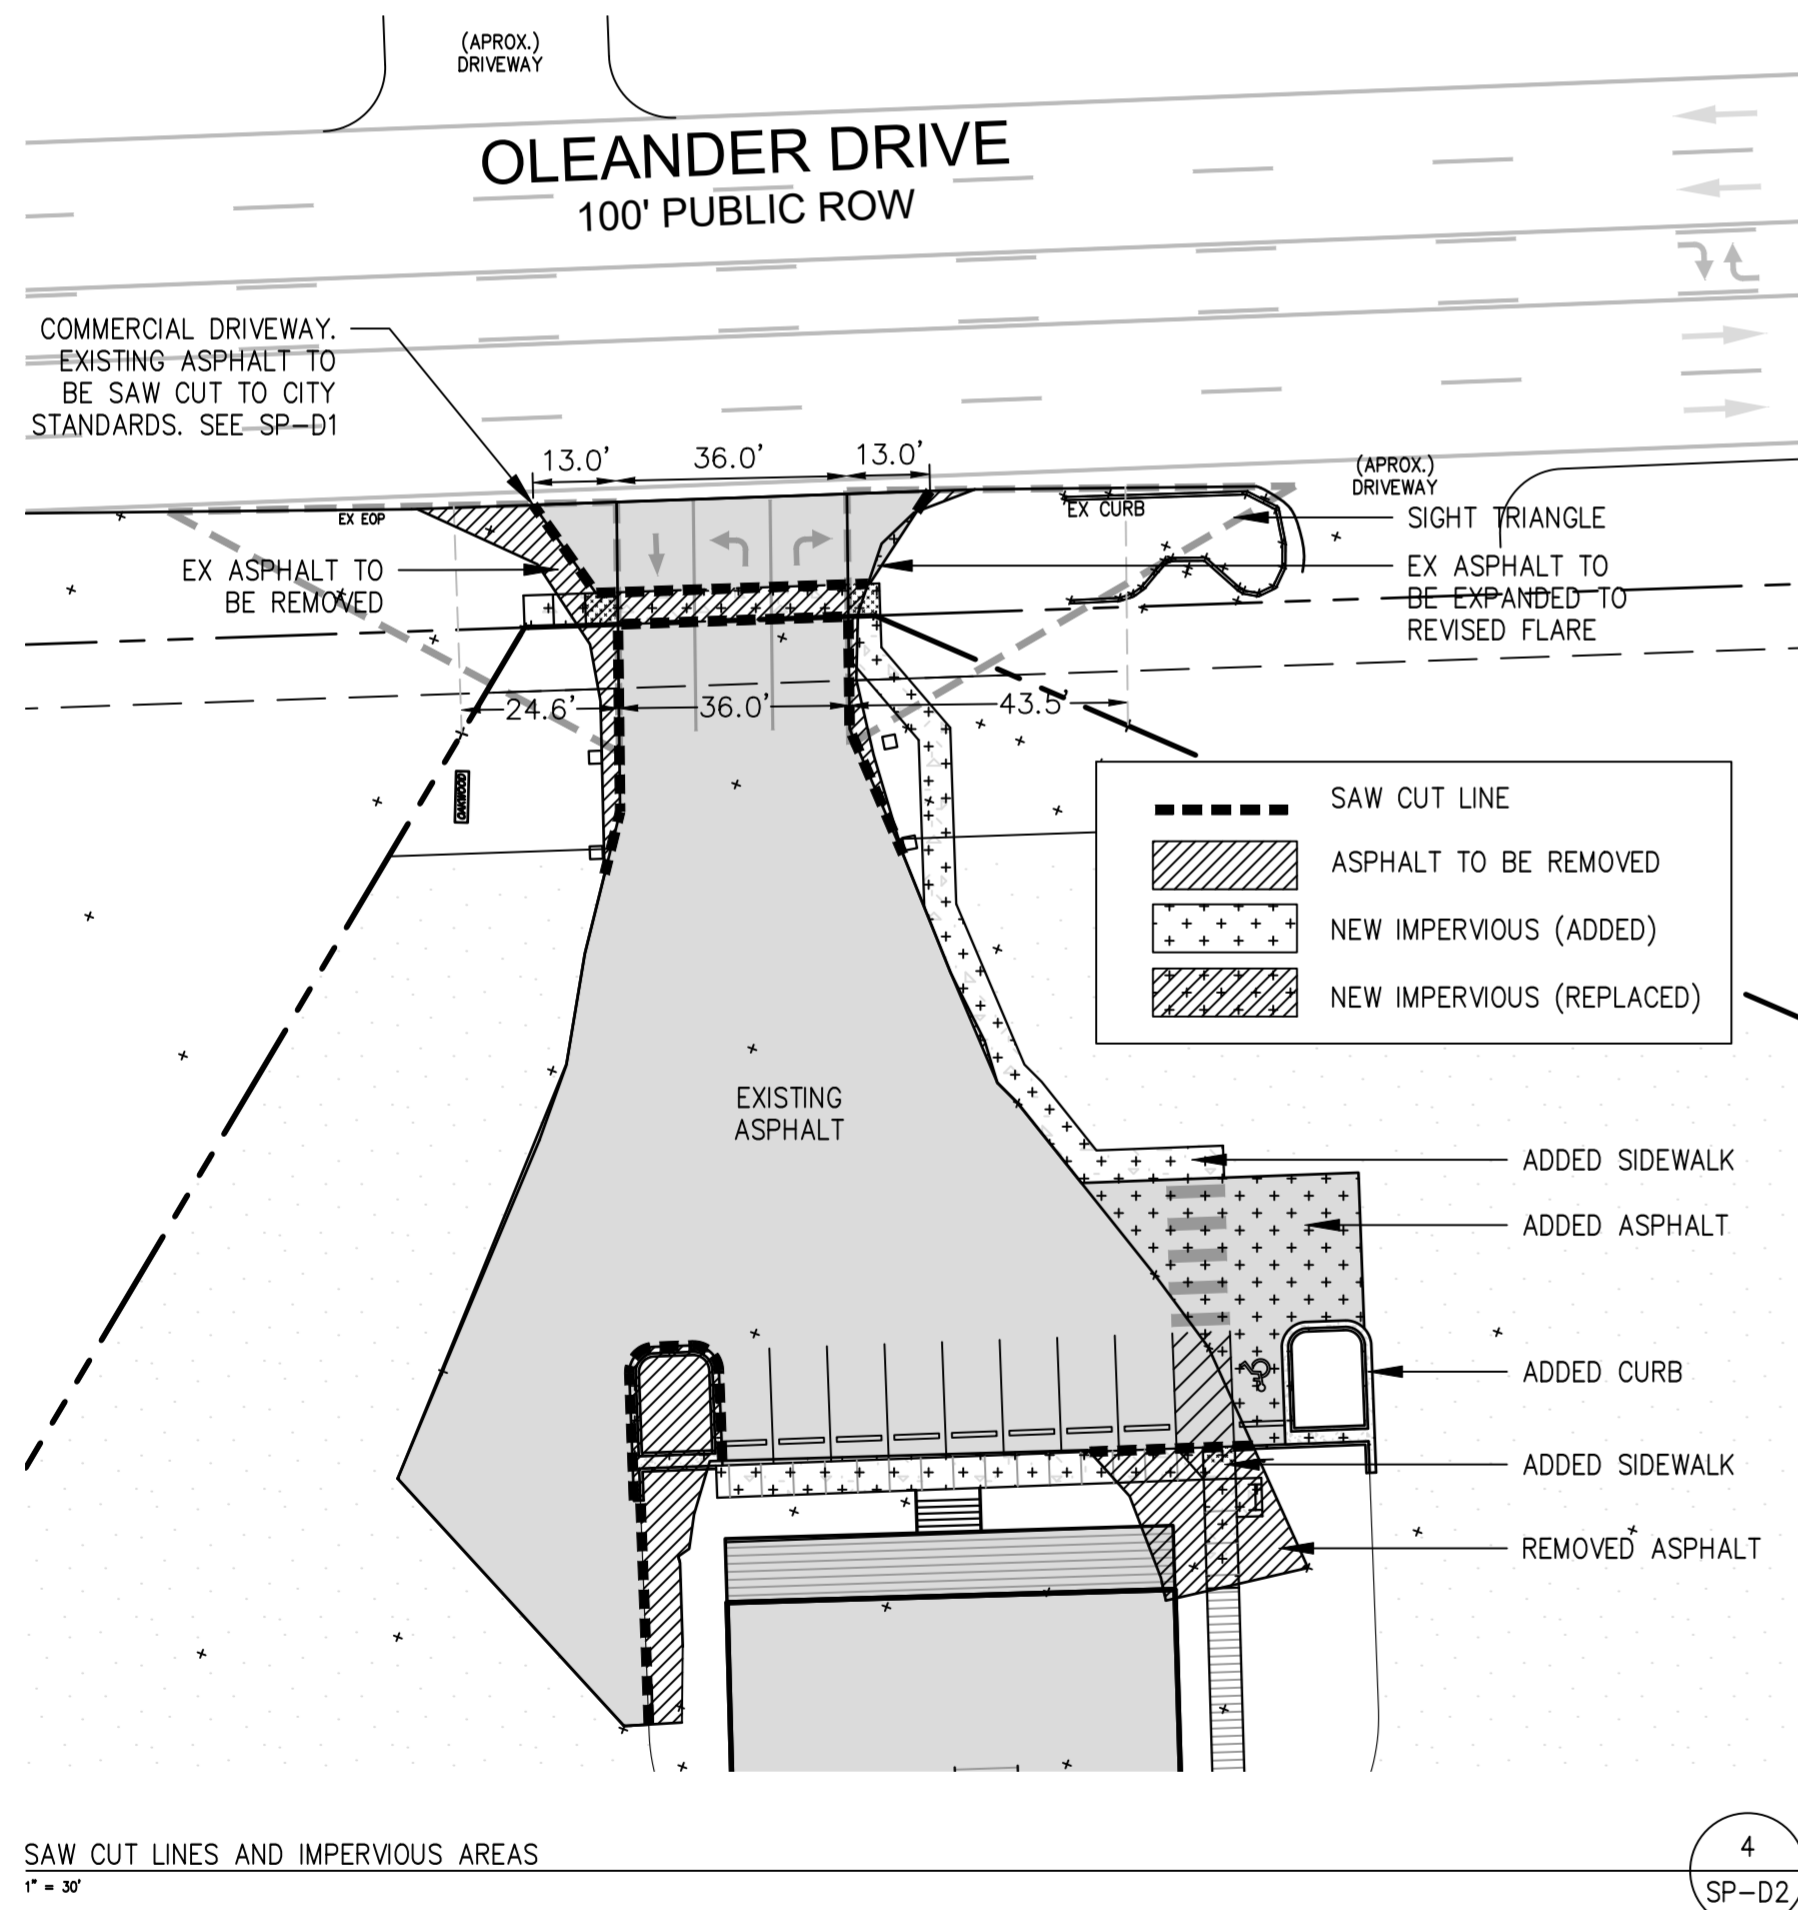 (APROX.)
DRIVEWAY
OLEANDER DRIVE
100' PUBLIC ROW
COMMERCIAL DRIVEWAY.
EXISTING ASPHALT TO
BE SAW CUT TO CITY
STANDARDS. SEE SP-D1
13.0'
36.0'
13.0'
(APROX.)
DRIVEWAY
EX EOP
EX CURB
SIGHT TRIANGLE
EX ASPHALT TO
BE REMOVED
EX ASPHALT TO
BE EXPANDED TO
REVISED FLARE
24.6'
36.0'
43.5'
OAKWOOD
SAW CUT LINE
ASPHALT TO BE REMOVED
NEW IMPERVIOUS (ADDED)
NEW IMPERVIOUS (REPLACED)
EXISTING
ASPHALT
ADDED SIDEWALK
ADDED ASPHALT
ADDED CURB
ADDED SIDEWALK
REMOVED ASPHALT
SAW CUT LINES AND IMPERVIOUS AREAS
1" = 30'
4
SP-D2